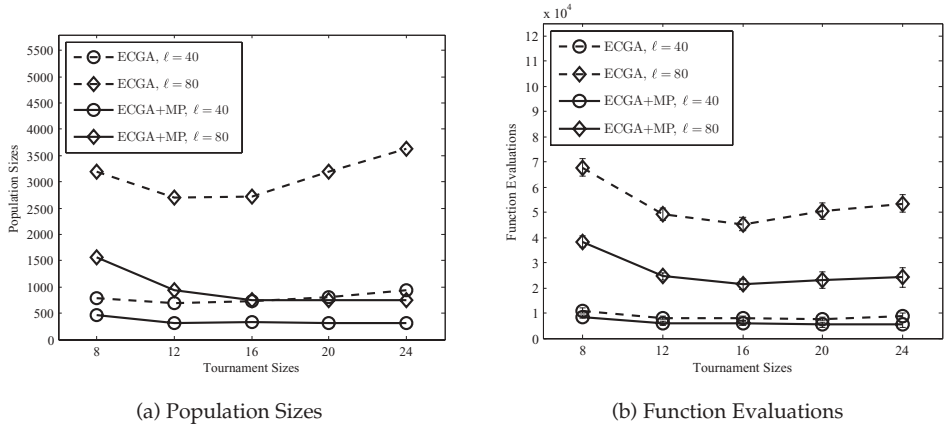 5500
5000
4500
4000
3500
3000
2500
2000
1500
1000
500
0
Population Sizes
ECGA, ℓ = 40
ECGA, ℓ = 80
ECGA+MP, ℓ = 40
ECGA+MP, ℓ = 80
8 12 16 20 24
Tournament Sizes
(a) Population Sizes
x 10⁴
12
11
10
9
8
7
6
5
4
3
2
1
0
Function Evaluations
ECGA, ℓ = 40
ECGA, ℓ = 80
ECGA+MP, ℓ = 40
ECGA+MP, ℓ = 80
8 12 16 20 24
Tournament Sizes
(b) Function Evaluations